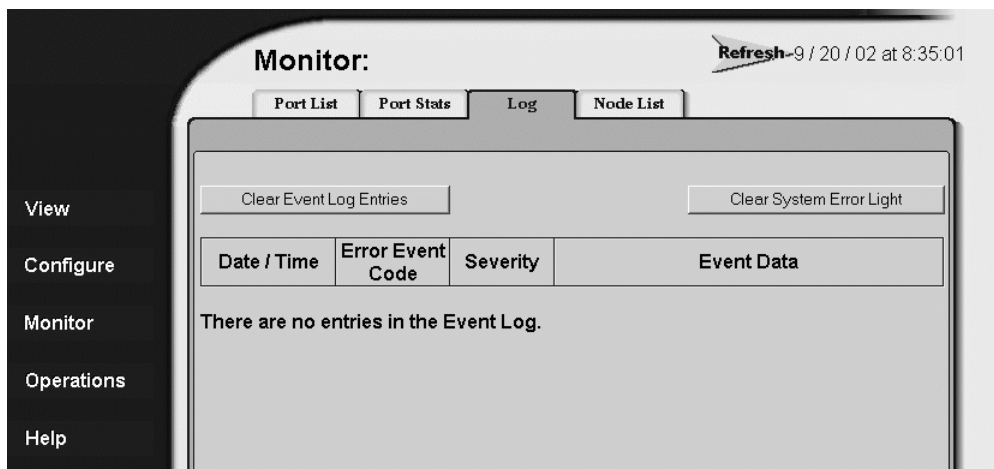 Monitor:
Refresh-9 / 20 / 02 at 8:35:01
Port List
Port Stats
Log
Node List
View
Configure
Monitor
Operations
Help
Clear Event Log Entries
Clear System Error Light
Date / Time
Error Event
Code
Severity
Event Data
There are no entries in the Event Log.